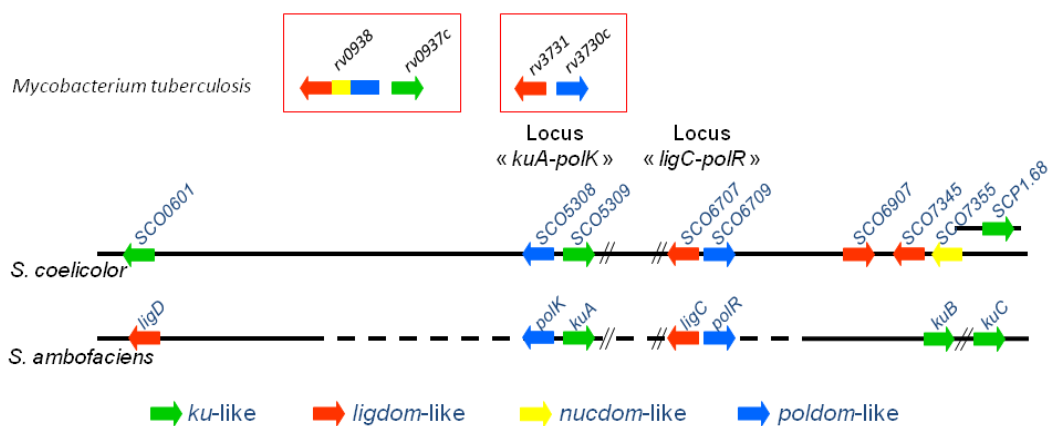 rv0938 rv0937c rv3731 rv3730c
Mycobacterium tuberculosis
Locus Locus
« kuA-polK » « ligC-polR »
SCO0601 SCO5308 SCO5309 SCO6707 SCO6709 SCO6907 SCO7345 SCO7355 SCP1.68
S. coelicolor
ligD polK kuA ligC polR kuB kuC
S. ambofaciens
ku-like ligdom-like nucdom-like poldom-like